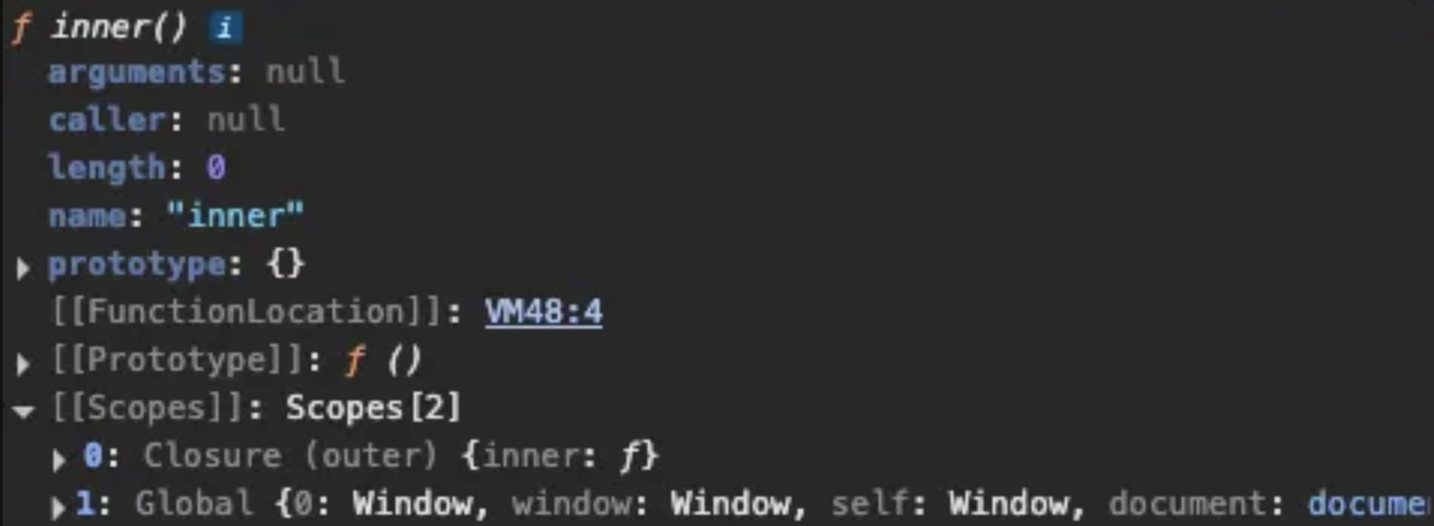 ƒ inner() i
arguments: null
caller: null
length: 0
name: "inner"
prototype: {}
[[FunctionLocation]]: VM48:4
[[Prototype]]: ƒ ()
[[Scopes]]: Scopes[2]
0: Closure (outer) {inner: ƒ}
1: Global {0: Window, window: Window, self: Window, document: docume